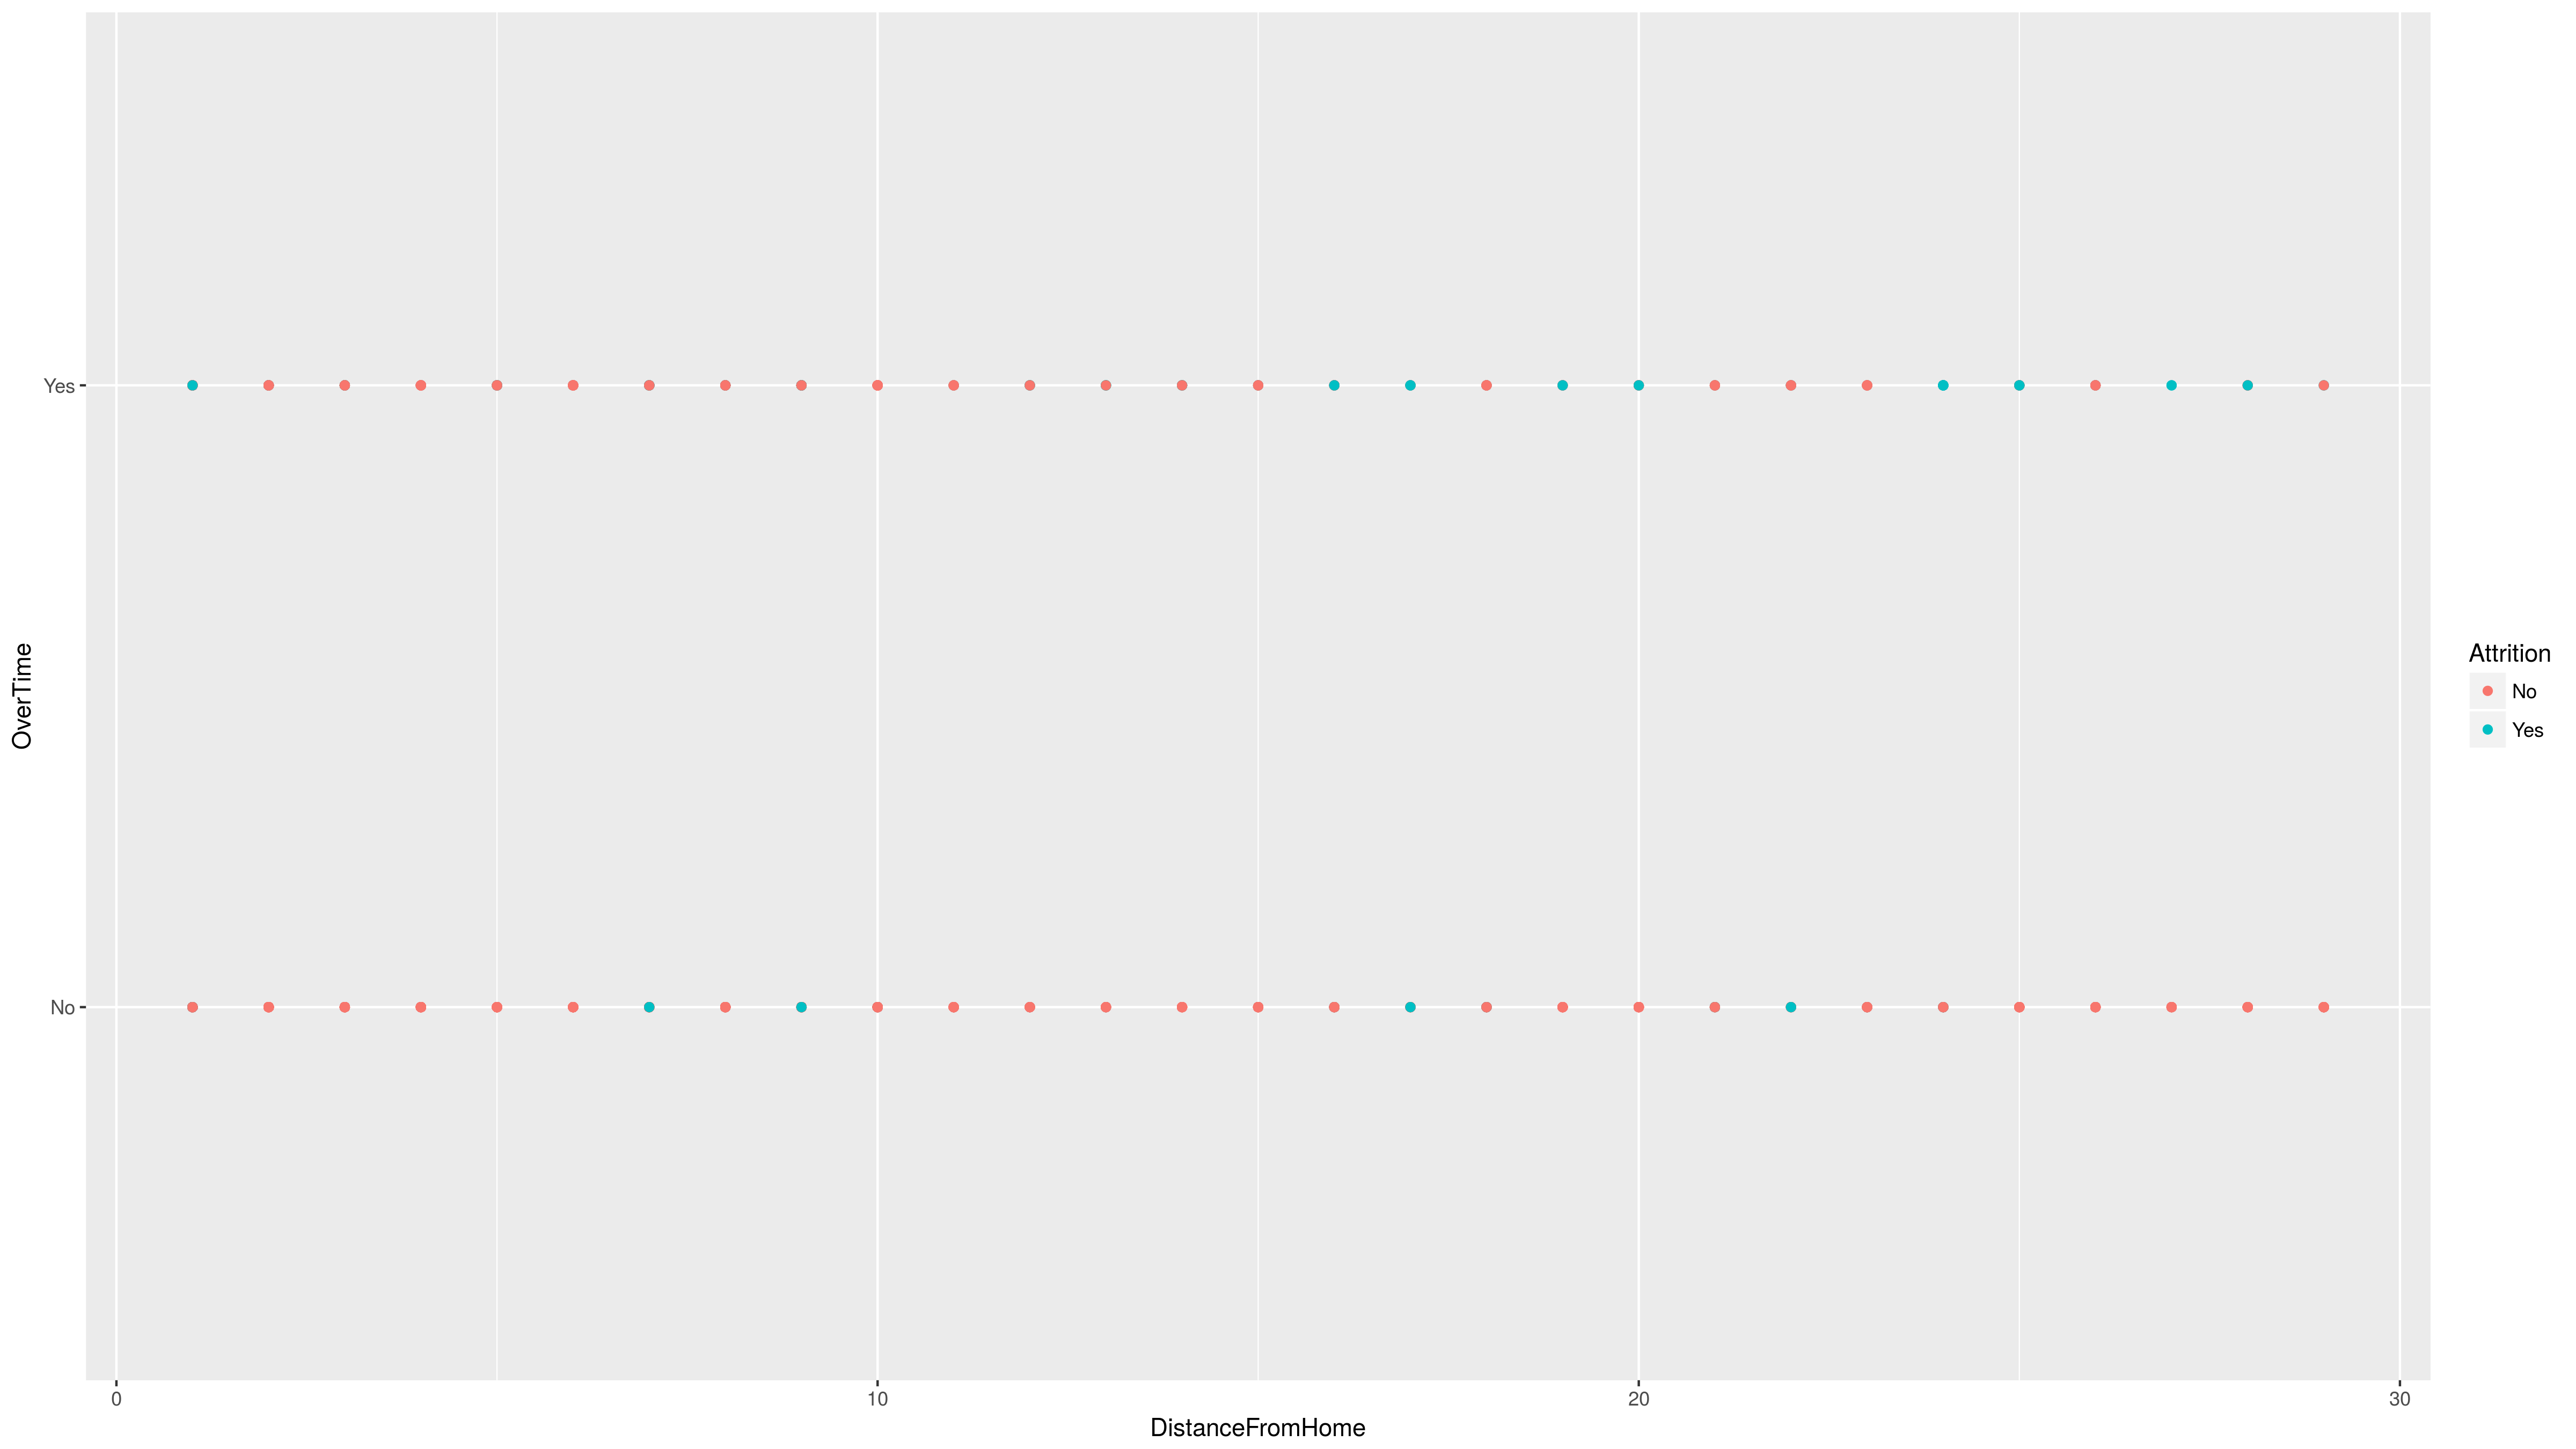 Yes
No
OverTime
0
10
20
30
DistanceFromHome
Attrition
No
Yes